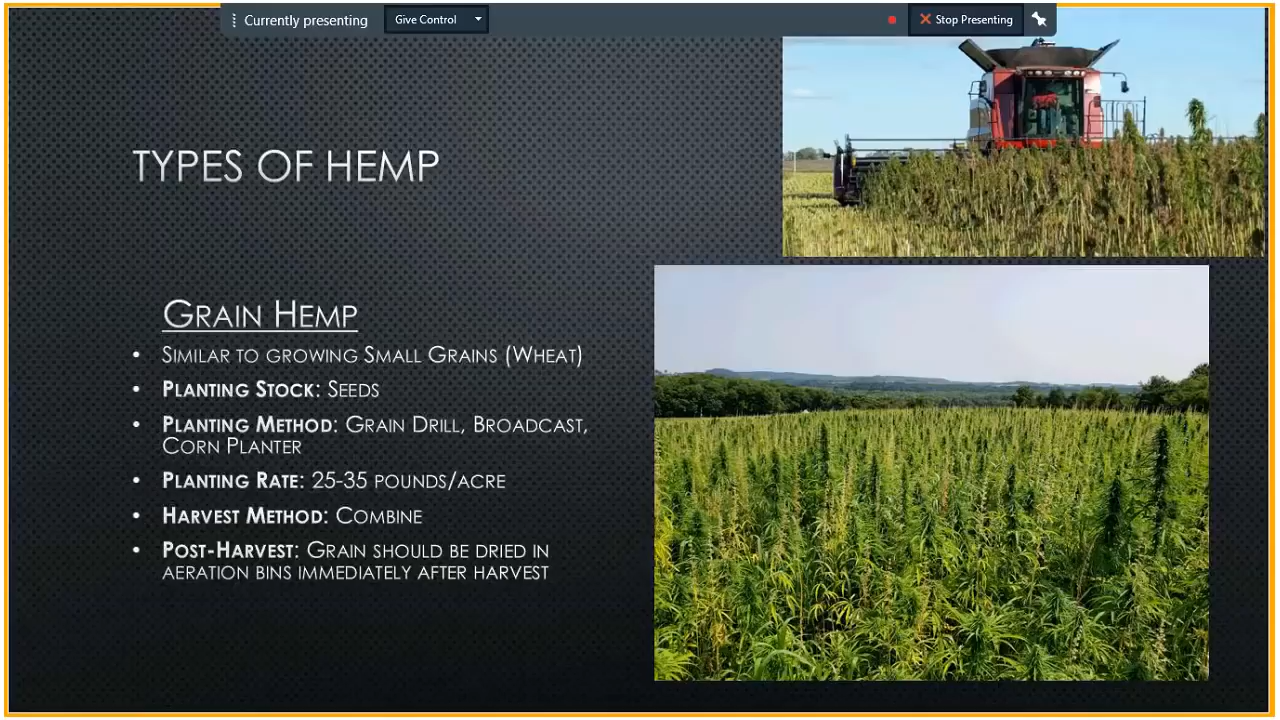 Currently presenting
Give Control
Stop Presenting
TYPES OF HEMP
GRAIN HEMP
• SIMILAR TO GROWING SMALL GRAINS (WHEAT)
• PLANTING STOCK: SEEDS
• PLANTING METHOD: GRAIN DRILL, BROADCAST,
CORN PLANTER
• PLANTING RATE: 25-35 POUNDS/ACRE
• HARVEST METHOD: COMBINE
• POST-HARVEST: GRAIN SHOULD BE DRIED IN
AERATION BINS IMMEDIATELY AFTER HARVEST